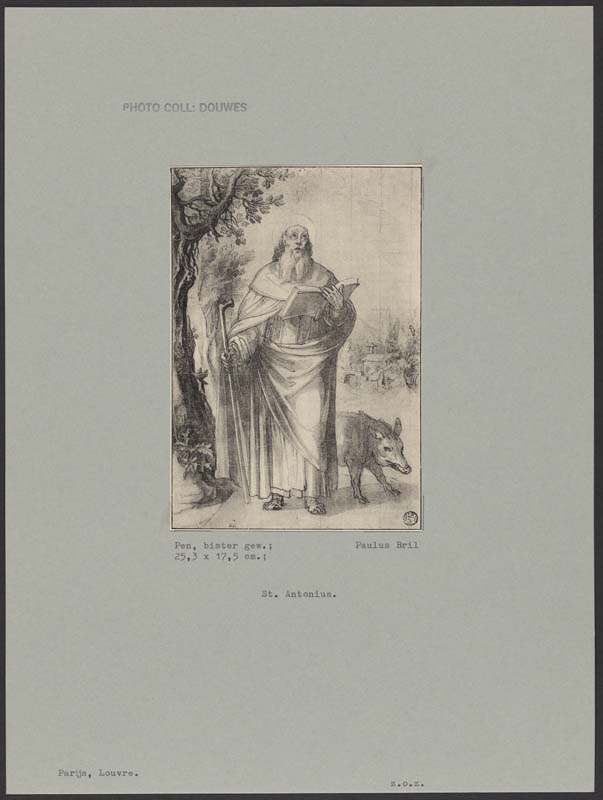 PHOTO COLL: DOUWES
Pen, bister gew.; Paulus Bril
25,3 x 17,5 cm.;
St. Antonius.
Parijs, Louvre.
z.o.z.